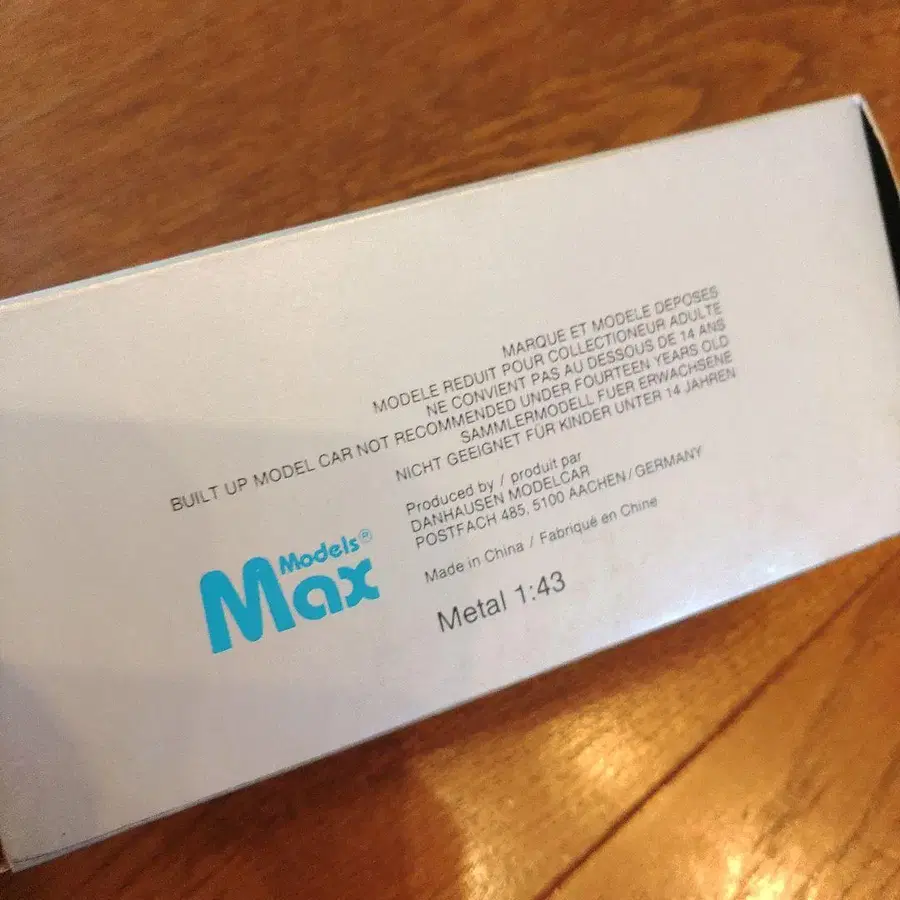 MARQUE ET MODELE DEPOSES
MODELE REDUIT POUR COLLECTIONEUR ADULTE
NE CONVIENT PAS AU DESSOUS DE 14 ANS
BUILT UP MODEL CAR NOT RECOMMENDED UNDER FOURTEEN YEARS OLD
SAMMLERMODELL FUER ERWACHSENE
NICHT GEEIGNET FÜR KINDER UNTER 14 JAHREN
Produced by / produit par
DANHAUSEN MODELCAR
POSTFACH 485, 5100 AACHEN / GERMANY
Made in China / Fabriqué en Chine
Metal 1:43
Models®
Max